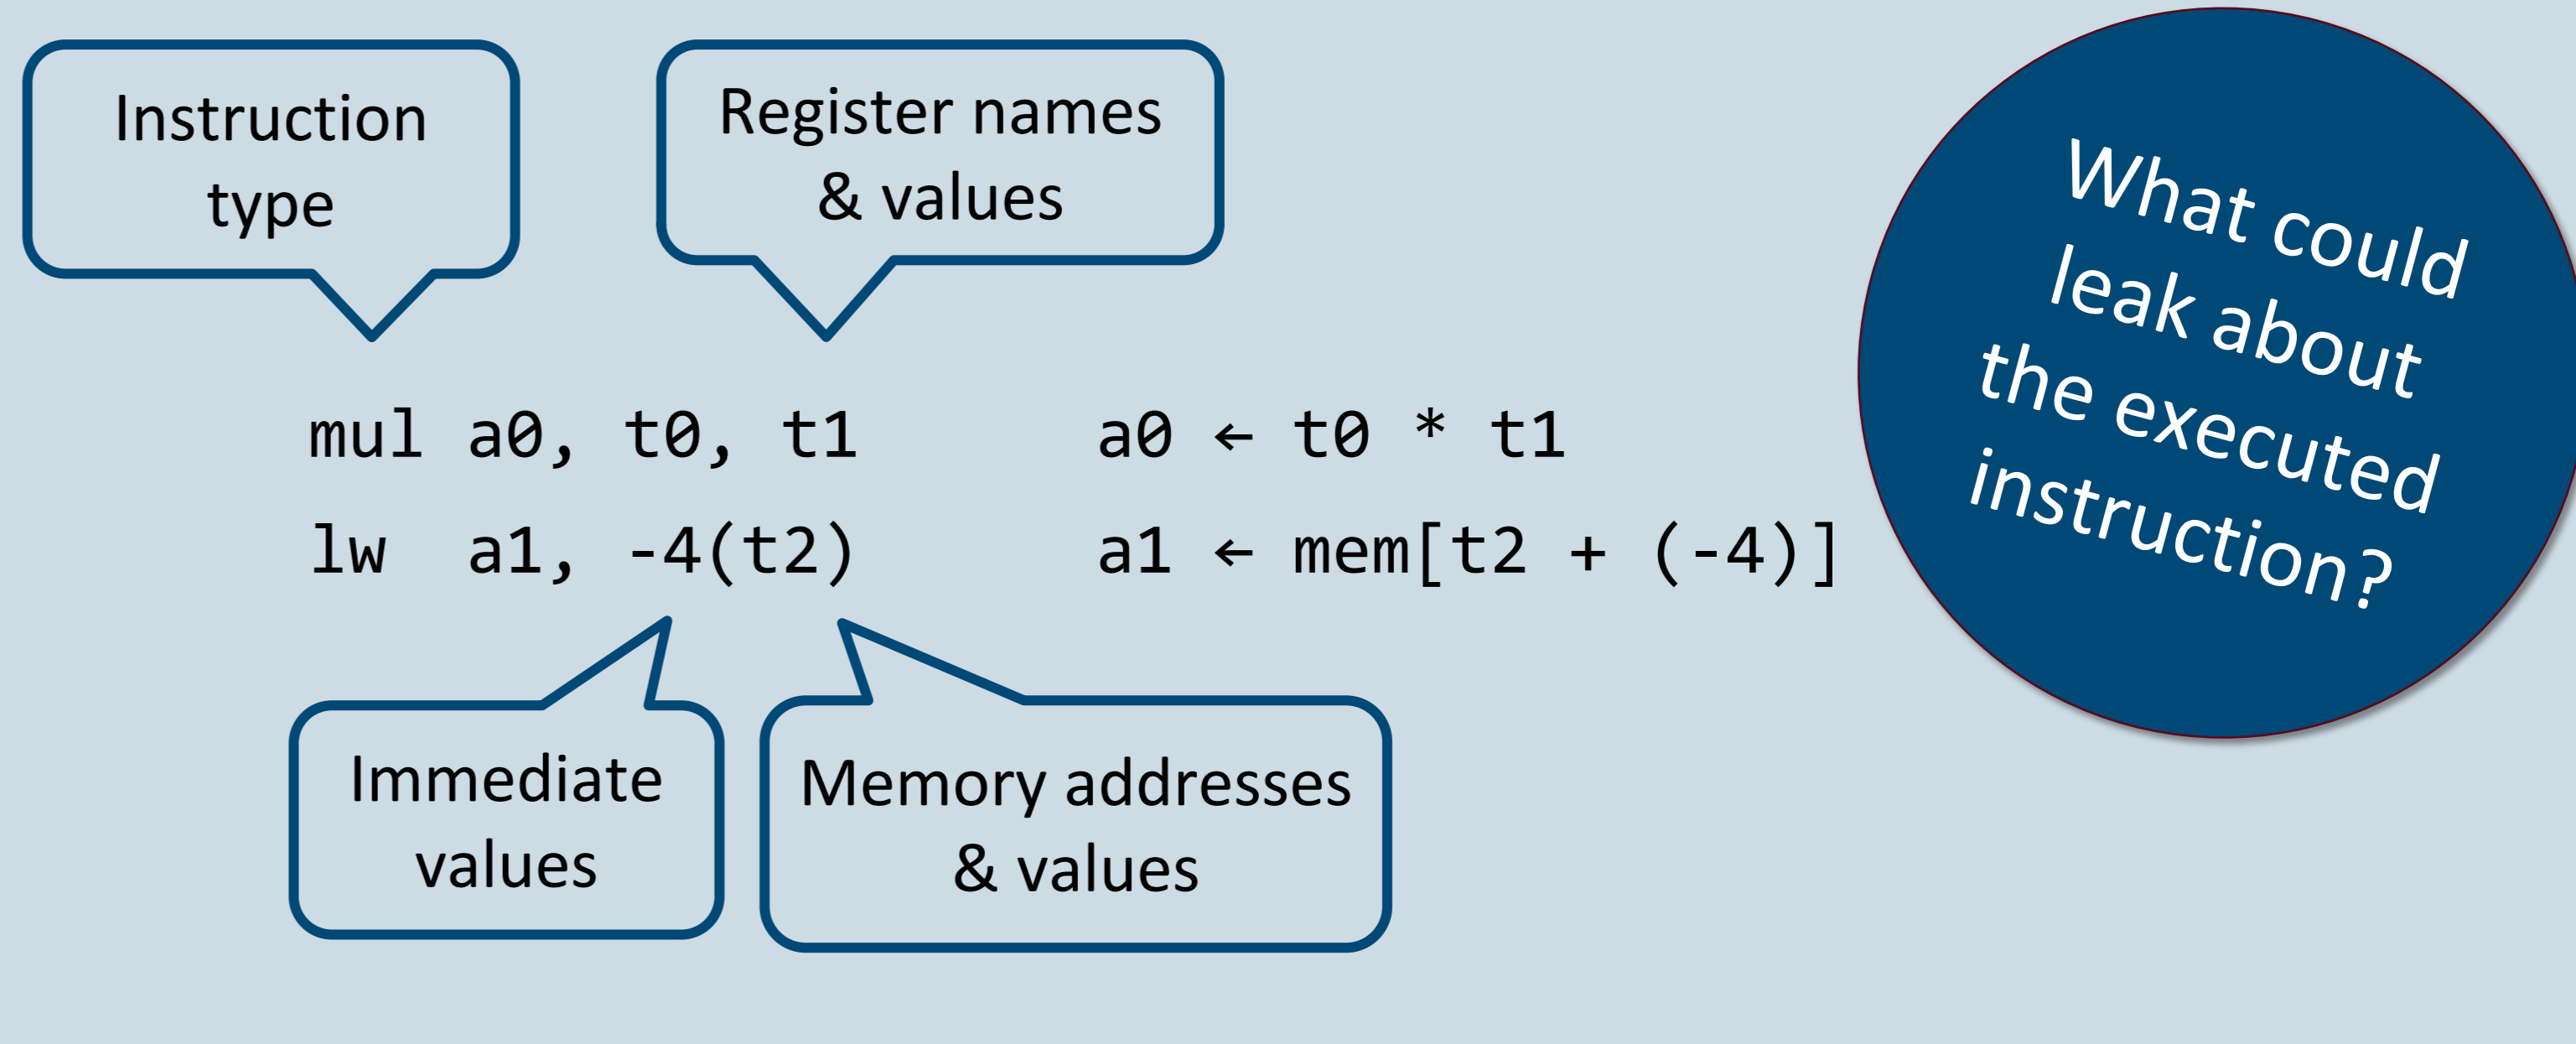 Instruction
type
Register names
& values
What could
leak about
the executed
instruction?
mul a0, t0, t1 a0 ← t0 * t1
lw a1, -4(t2) a1 ← mem[t2 + (-4)]
Immediate
values
Memory addresses
& values